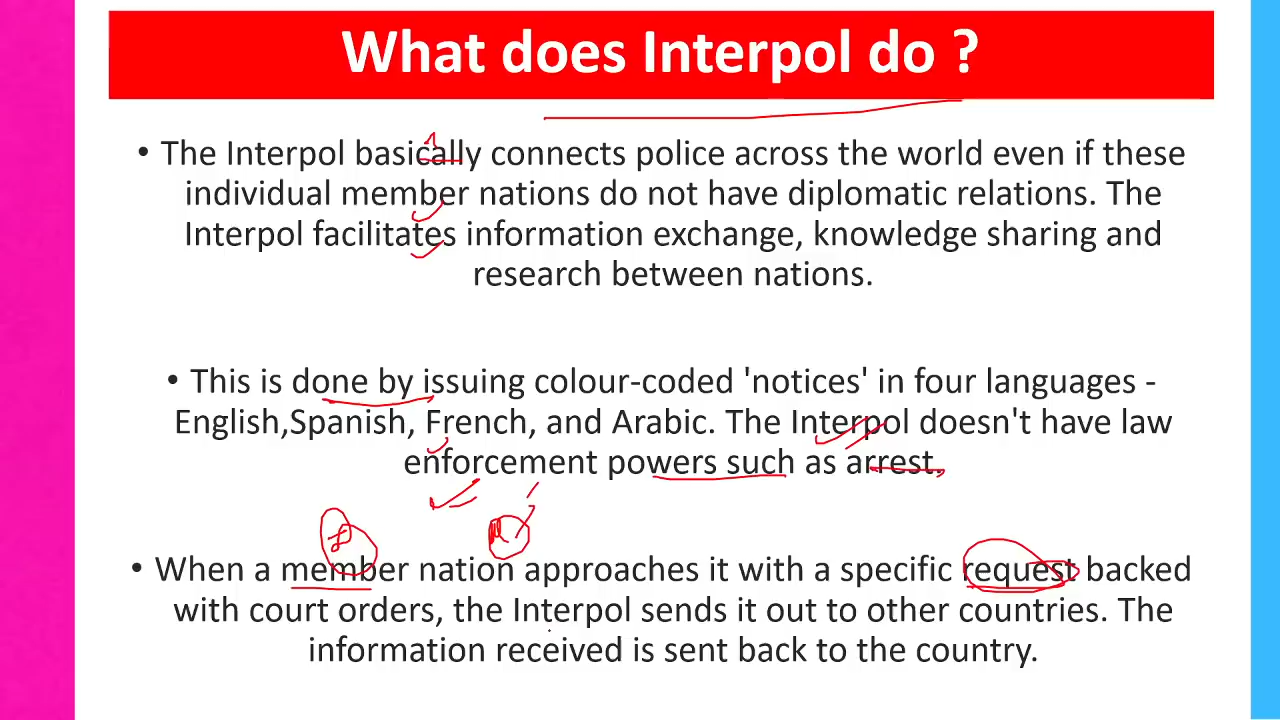 What does Interpol do ?
• The Interpol basically connects police across the world even if these
individual member nations do not have diplomatic relations. The
Interpol facilitates information exchange, knowledge sharing and
research between nations.
• This is done by issuing colour-coded 'notices' in four languages -
English,Spanish, French, and Arabic. The Interpol doesn't have law
enforcement powers such as arrest.
• When a member nation approaches it with a specific request backed
with court orders, the Interpol sends it out to other countries. The
information received is sent back to the country.